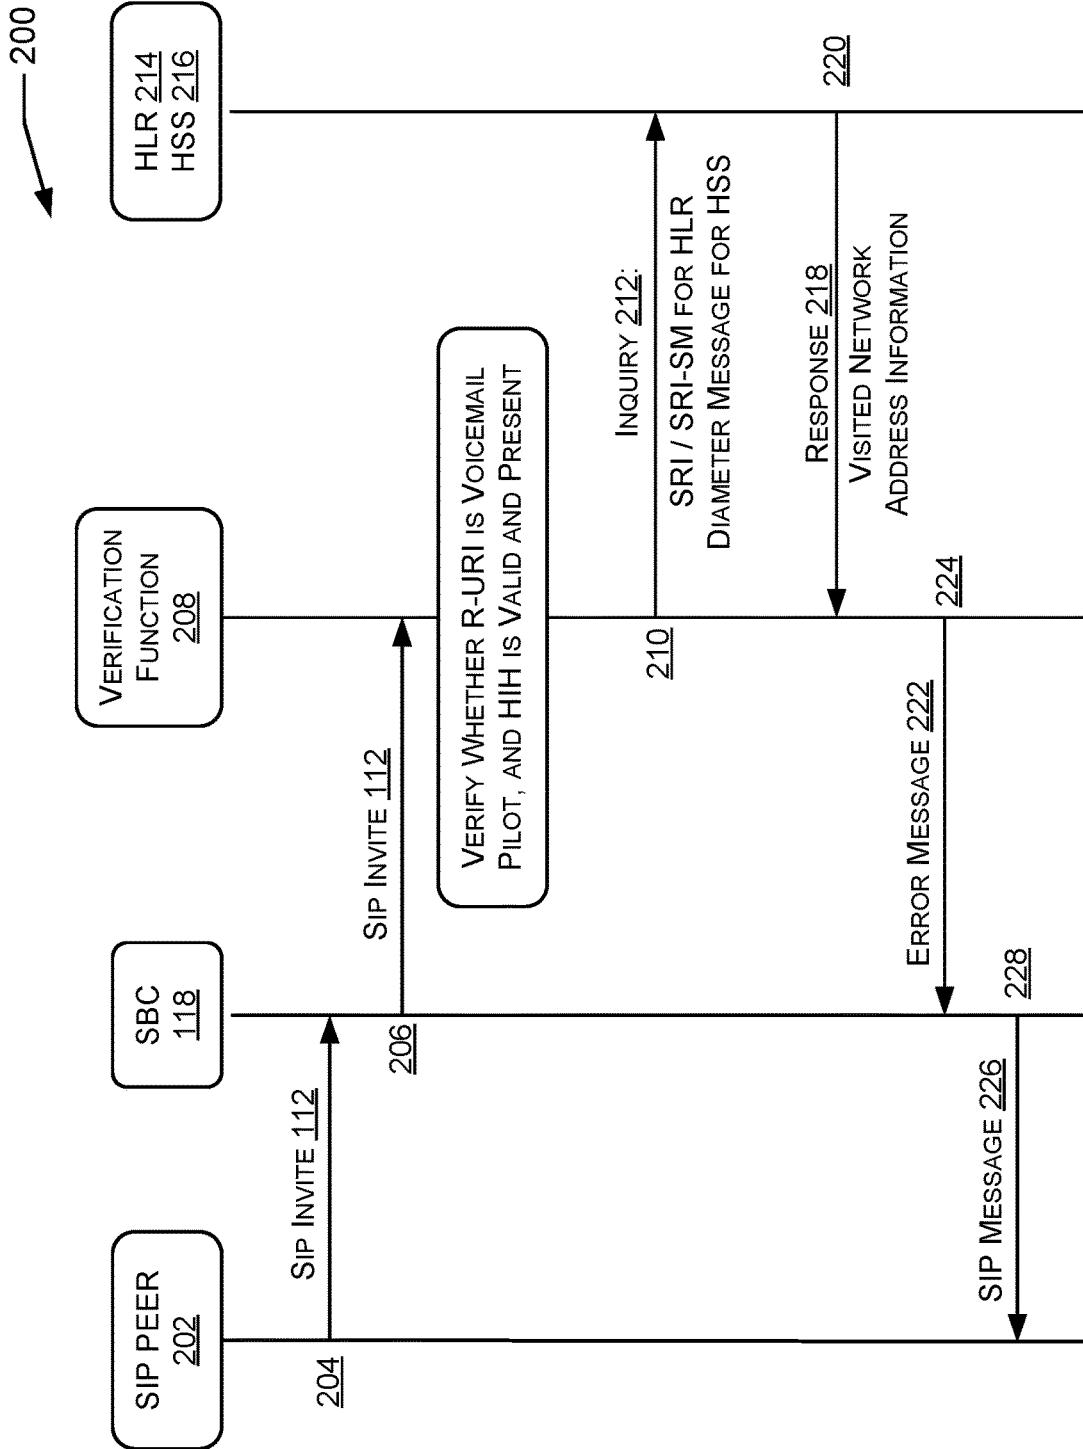 200
SIP PEER
202
SBC
118
VERIFICATION
FUNCTION
208
HLR 214
HSS 216
SIP INVITE 112
204
SIP INVITE 112
206
VERIFY WHETHER R-URI IS VOICEMAIL
PILOT, AND HIH IS VALID AND PRESENT
INQUIRY 212:
210
SRI / SRI-SM FOR HLR
DIAMETER MESSAGE FOR HSS
RESPONSE 218
220
VISITED NETWORK
ADDRESS INFORMATION
ERROR MESSAGE 222
224
SIP MESSAGE 226
228